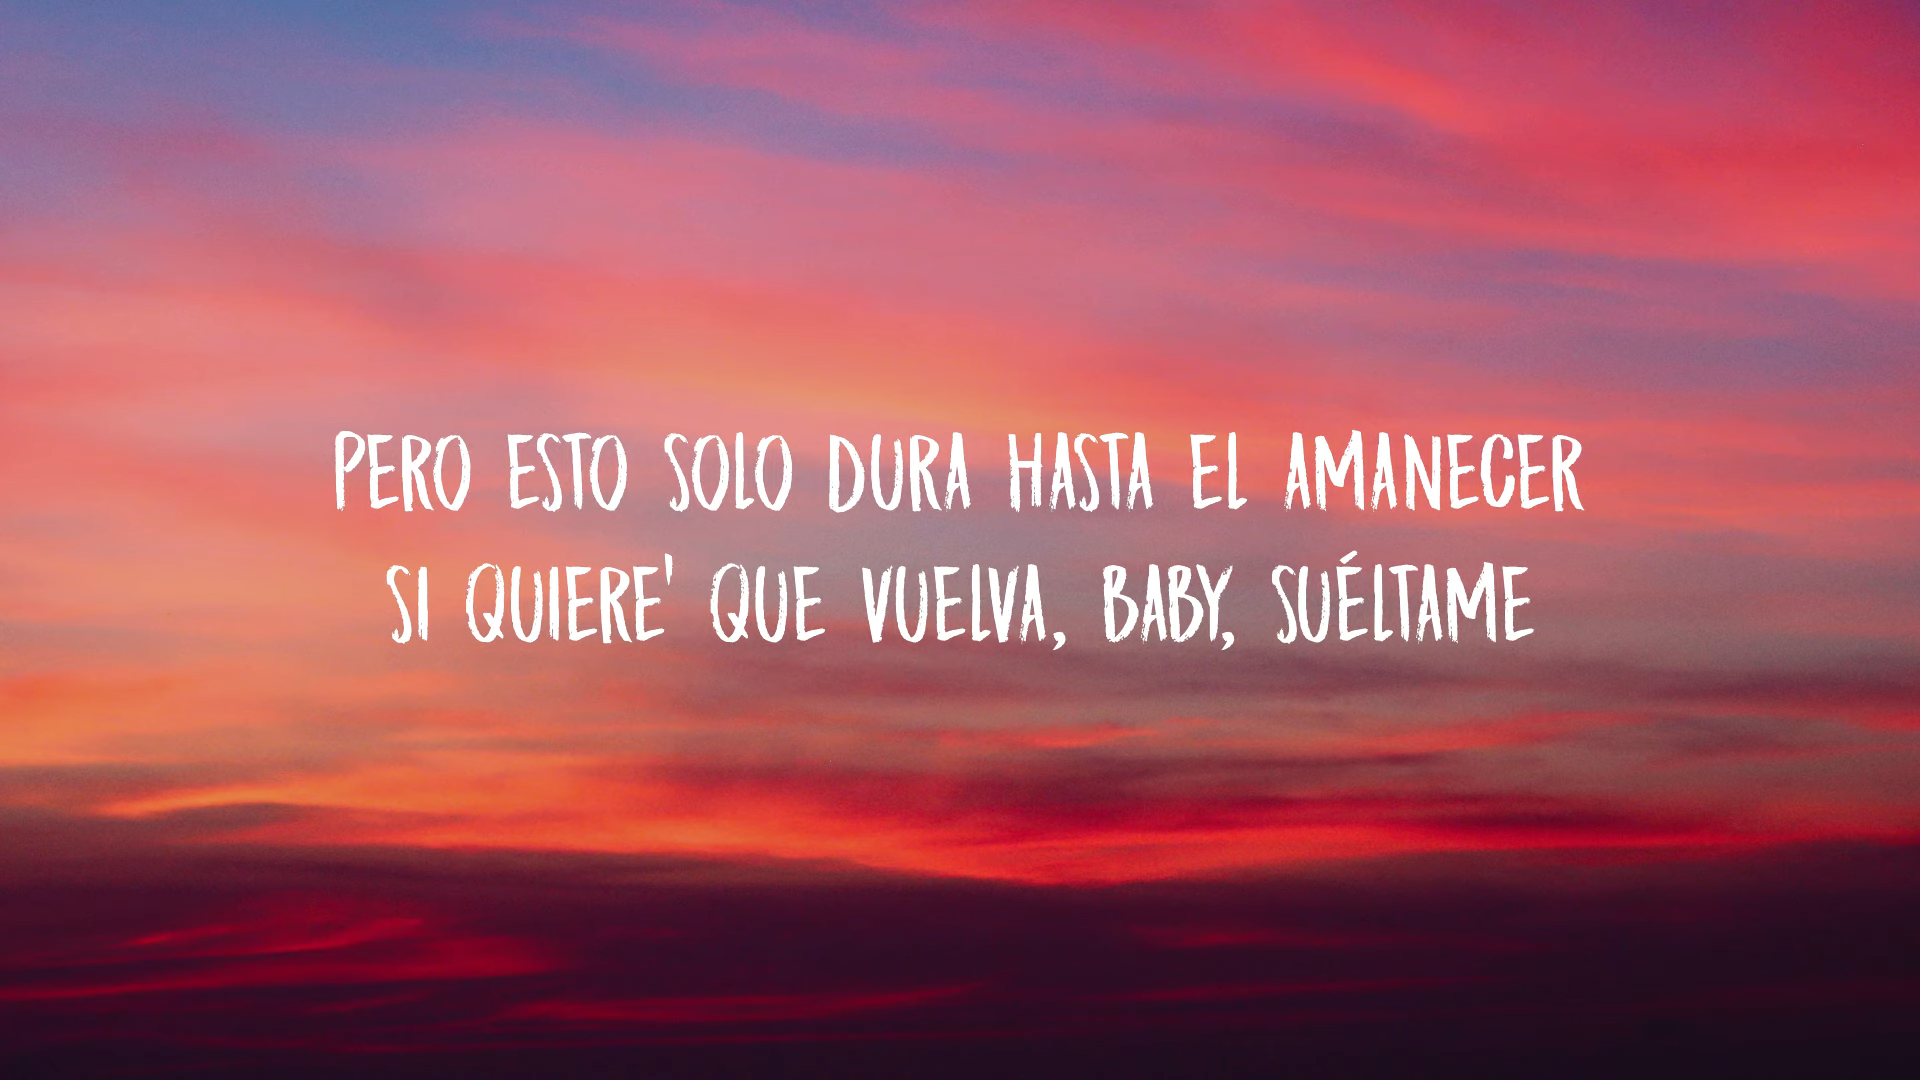 PERO ESTO SOLO DURA HASTA EL AMANECER
SI QUIERE' QUE VUELVA, BABY, SUÉLTAME